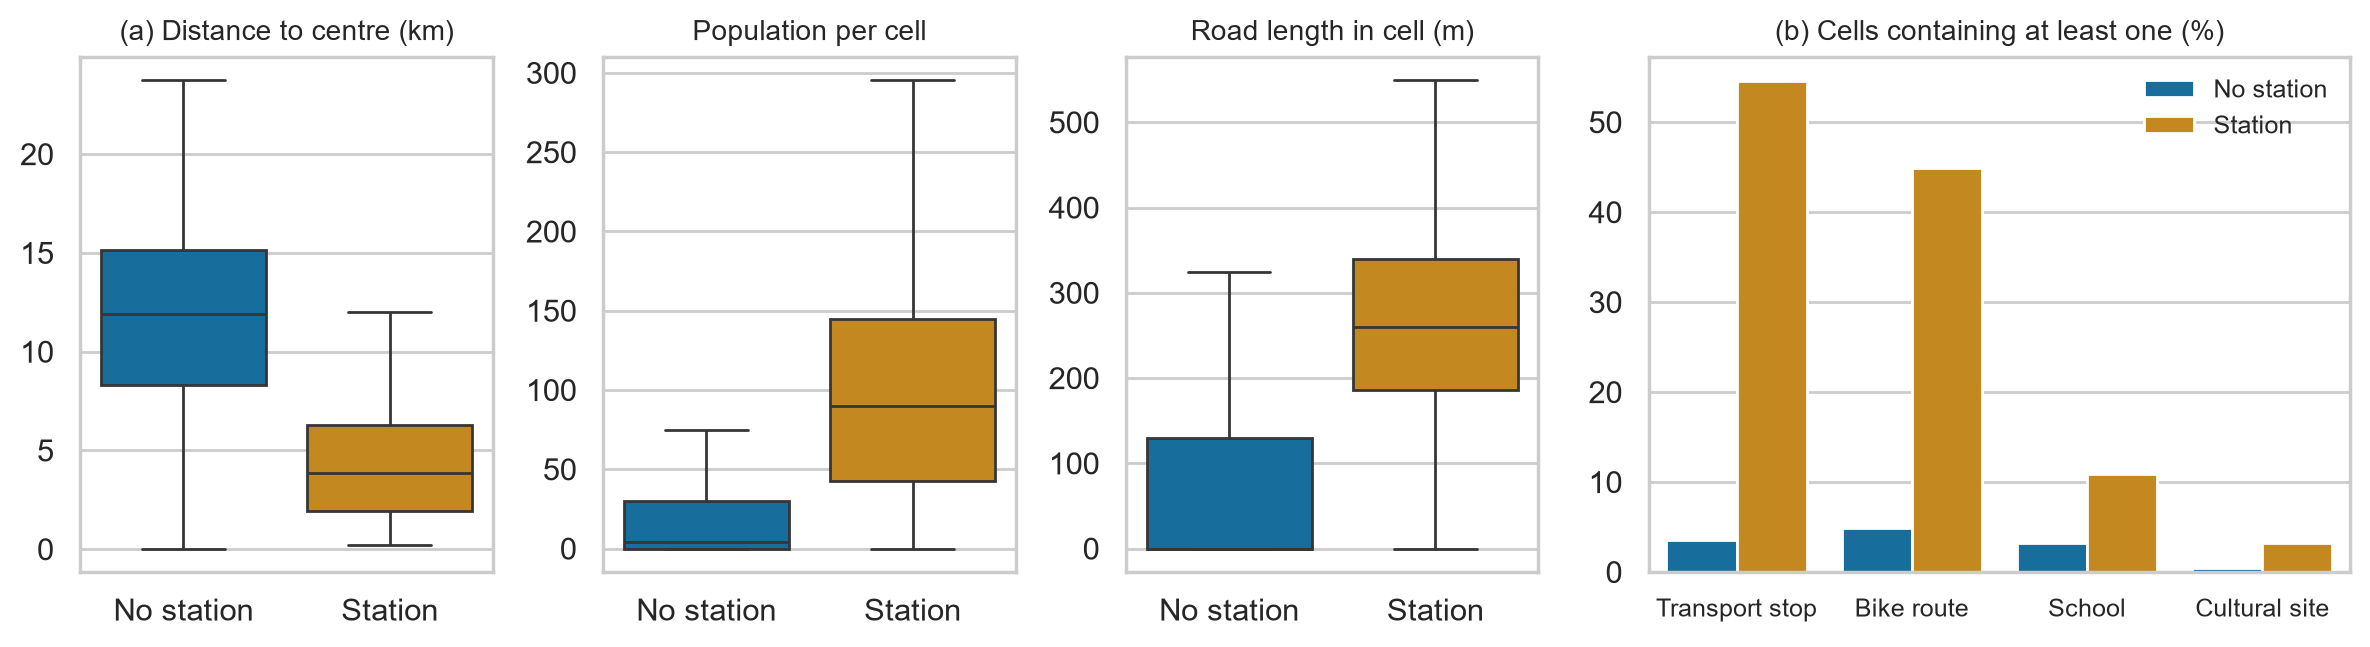 (a) Distance to centre (km)
20
15
10
5
0
No station Station
Population per cell
300
250
200
150
100
50
0
No station Station
Road length in cell (m)
500
400
300
200
100
0
No station Station
(b) Cells containing at least one (%)
No station
Station
50
40
30
20
10
0
Transport stop Bike route School Cultural site